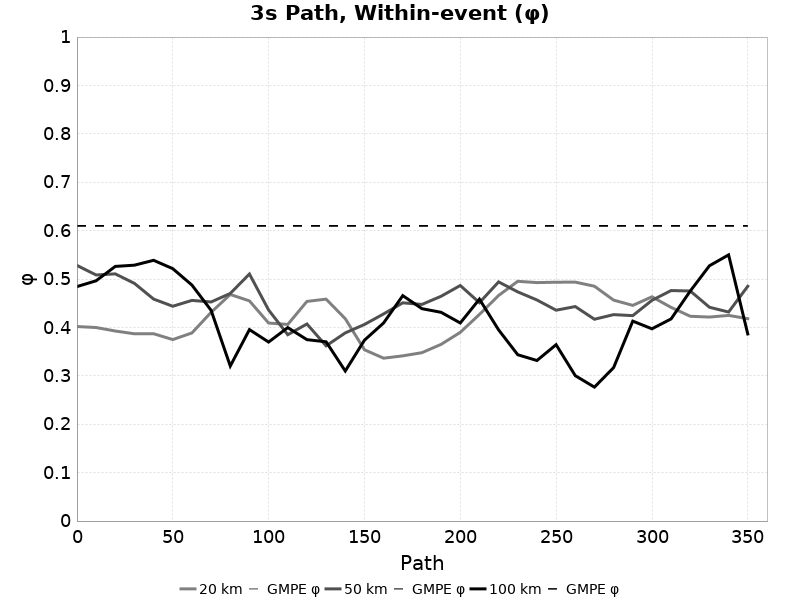 3s Path, Within-event (φ)
1
0.9
0.8
0.7
0.6
0.5
0.4
0.3
0.2
0.1
0
φ
0 50 100 150 200 250 300 350
Path
20 km GMPE φ 50 km GMPE φ 100 km GMPE φ